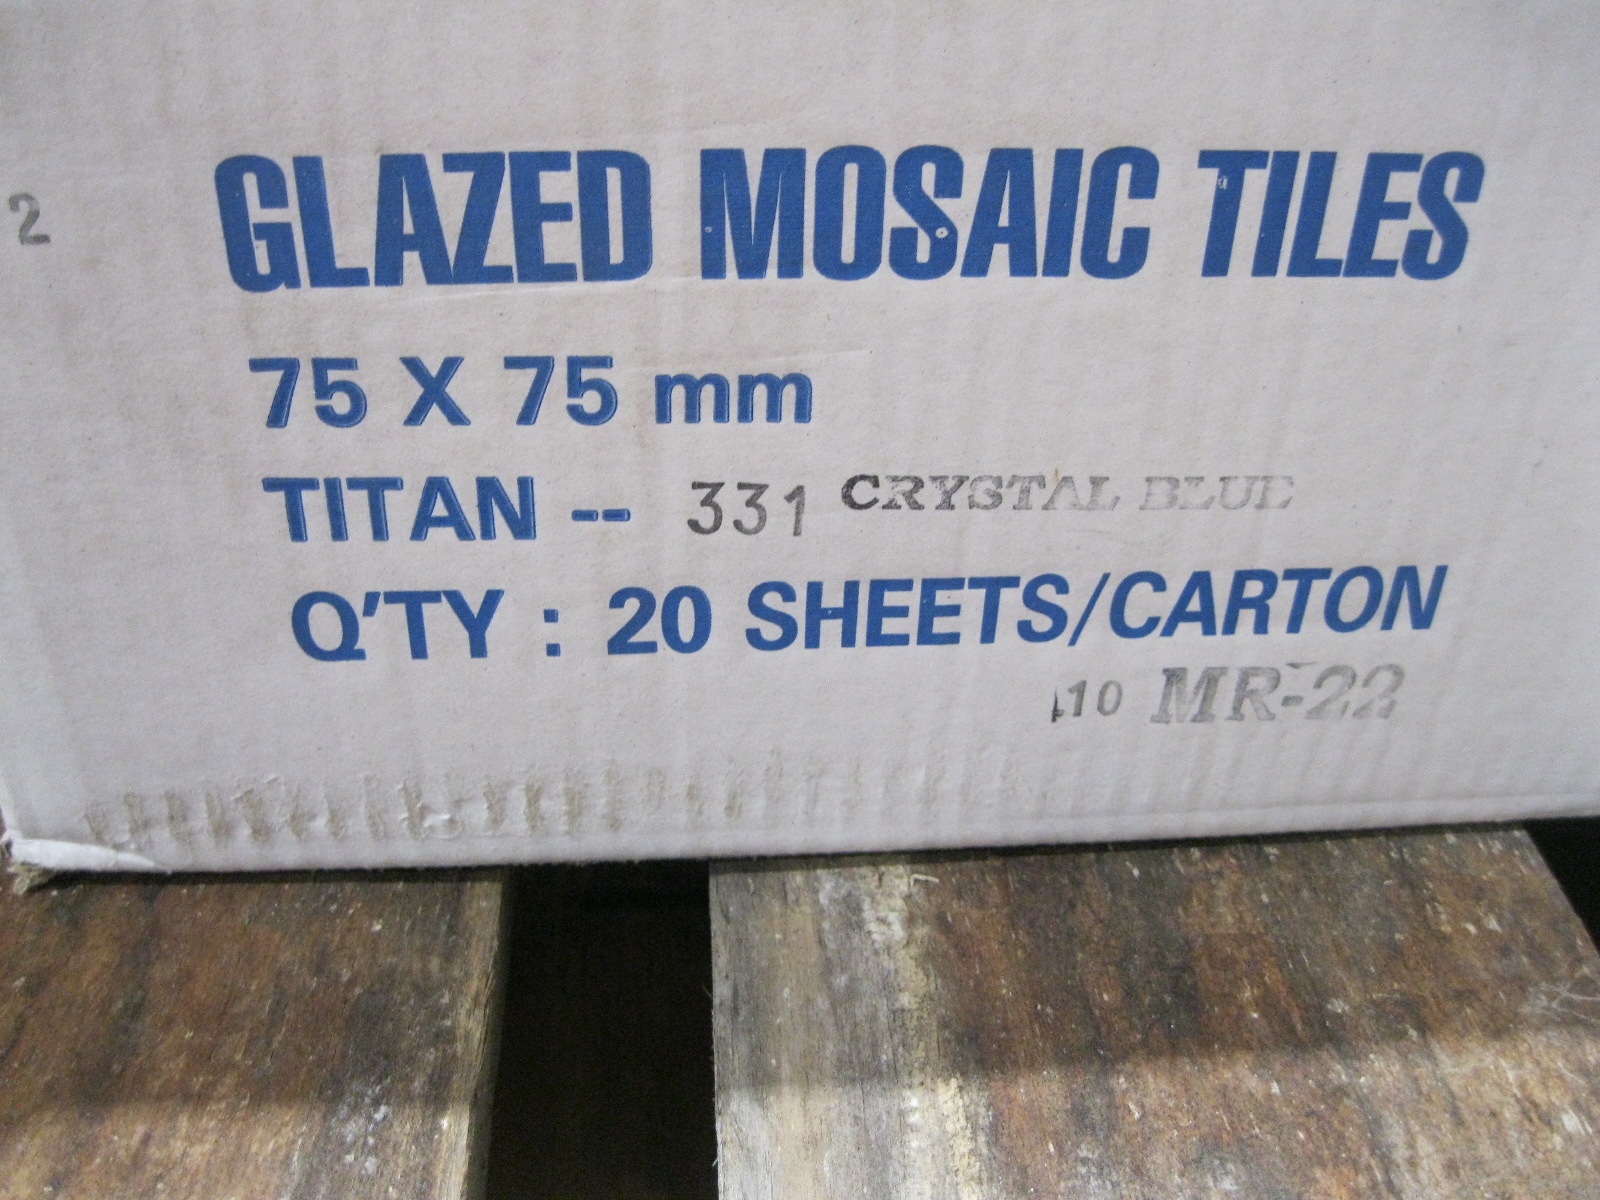 2
GLAZED MOSAIC TILES
75 X 75 mm
TITAN -- 331 CRYSTAL BLUE
Q'TY : 20 SHEETS/CARTON
10 MR-22